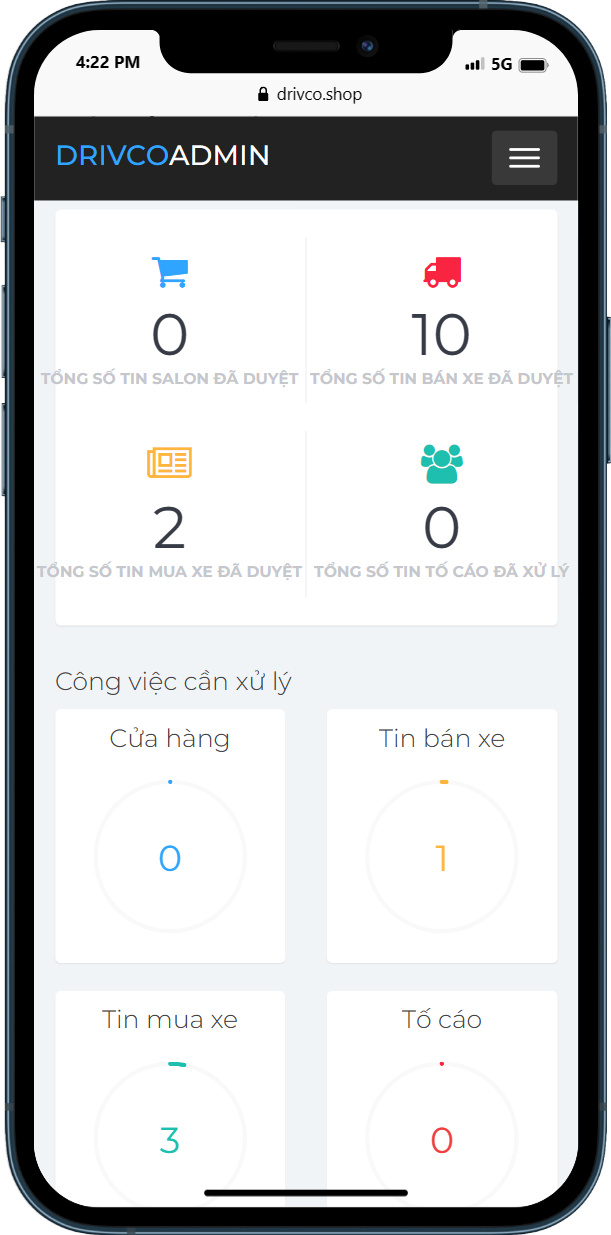 4:22 PM
5G
drivco.shop
DRIVCOADMIN
0
10
TỔNG SỐ TIN SALON ĐÃ DUYỆT
TỔNG SỐ TIN BÁN XE ĐÃ DUYỆT
2
0
TỔNG SỐ TIN MUA XE ĐÃ DUYỆT
TỔNG SỐ TIN TỐ CÁO ĐÃ XỬ LÝ
Công việc cần xử lý
Cửa hàng
Tin bán xe
0
1
Tin mua xe
Tố cáo
3
0